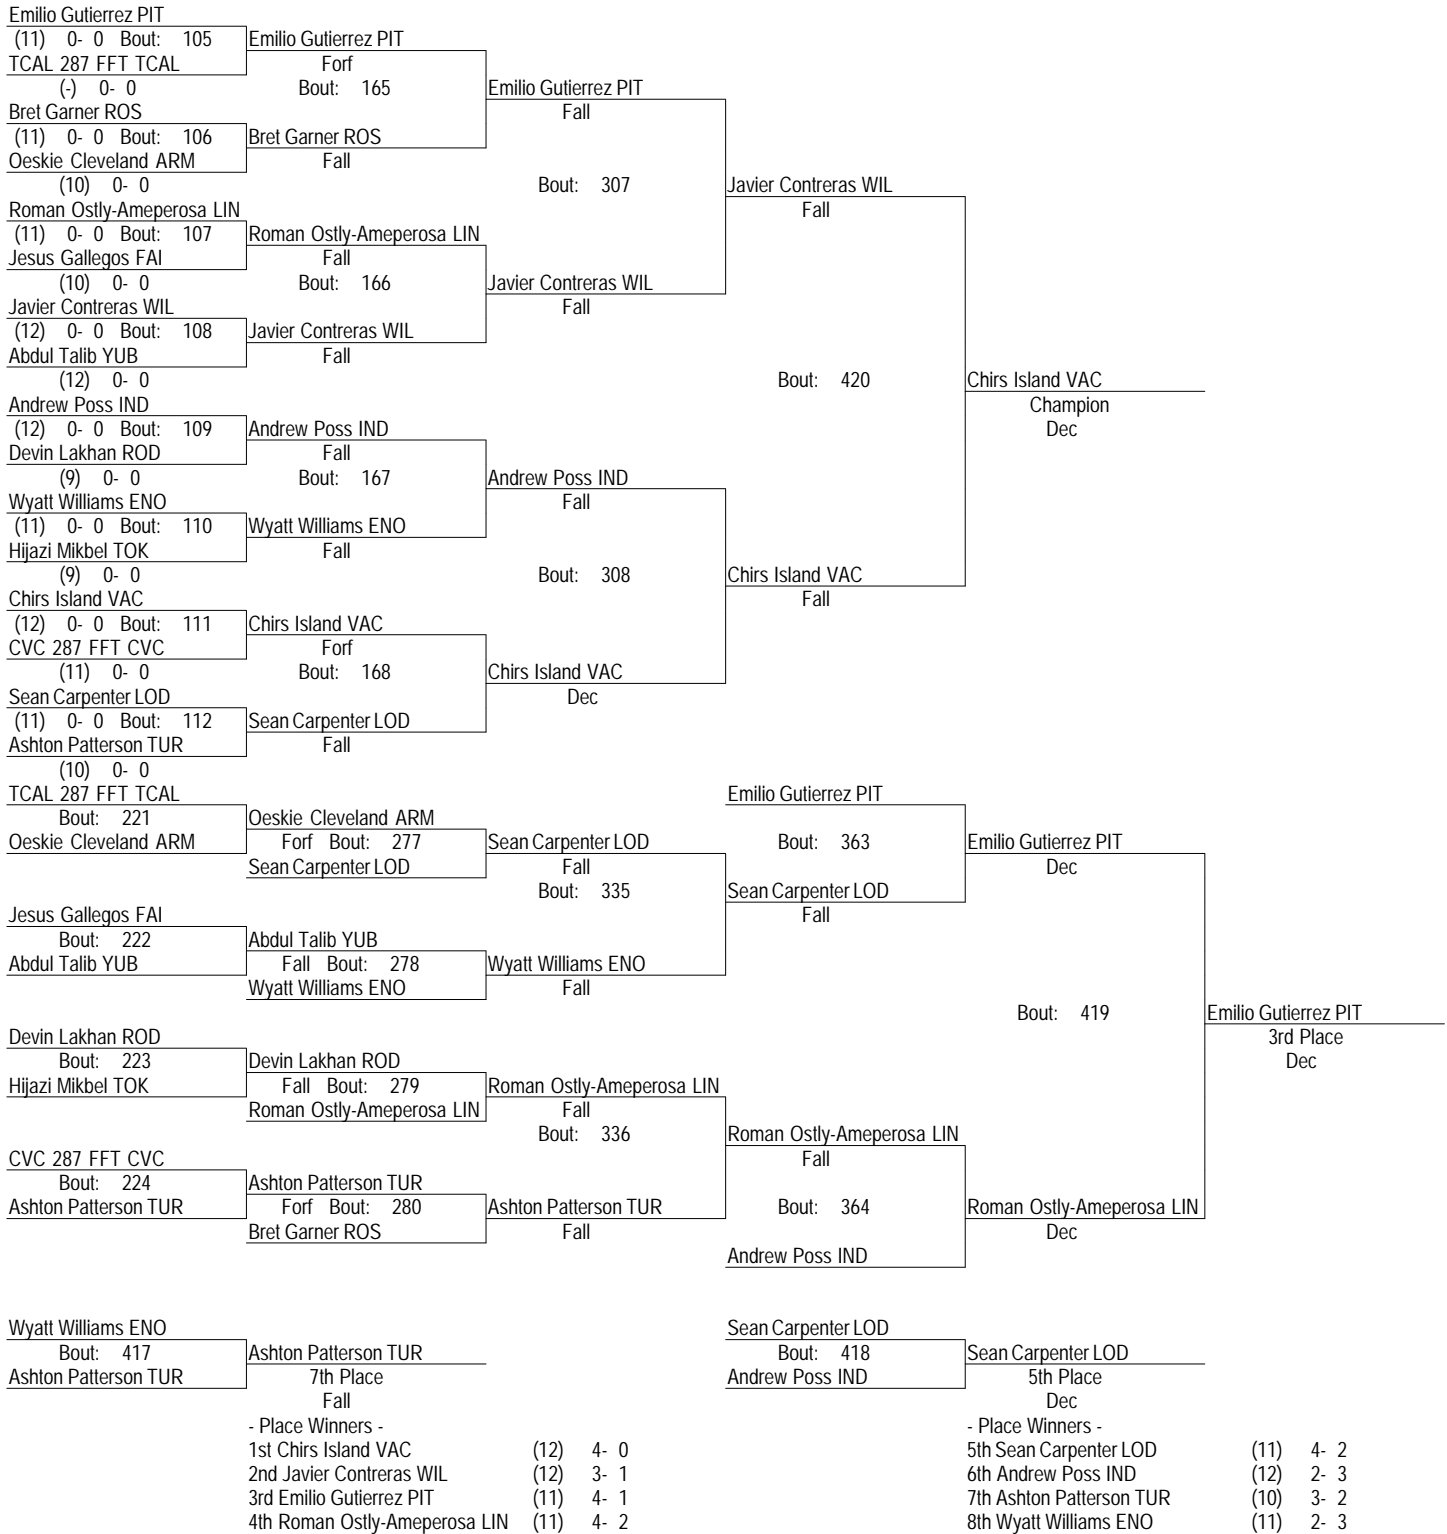 Emilio Gutierrez PIT
(11) 0- 0 Bout: 105 Emilio Gutierrez PIT
TCAL 287 FFT TCAL Forf
(-) 0- 0 Bout: 165 Emilio Gutierrez PIT
Bret Garner ROS Fall
(11) 0- 0 Bout: 106 Bret Garner ROS
Oeskie Cleveland ARM Fall
(10) 0- 0 Bout: 307 Javier Contreras WIL
Roman Ostly-Ameperosa LIN Fall
(11) 0- 0 Bout: 107 Roman Ostly-Ameperosa LIN
Jesus Gallegos FAI Fall
(10) 0- 0 Bout: 166 Javier Contreras WIL
Javier Contreras WIL Fall
(12) 0- 0 Bout: 108 Javier Contreras WIL
Abdul Talib YUB Fall
(12) 0- 0 Bout: 420 Chirs Island VAC
Andrew Poss IND Champion
(12) 0- 0 Bout: 109 Andrew Poss IND Dec
Devin Lakhan ROD Fall
(9) 0- 0 Bout: 167 Andrew Poss IND
Wyatt Williams ENO Fall
(11) 0- 0 Bout: 110 Wyatt Williams ENO
Hijazi Mikbel TOK Fall
(9) 0- 0 Bout: 308 Chirs Island VAC
Chirs Island VAC Fall
(12) 0- 0 Bout: 111 Chirs Island VAC
CVC 287 FFT CVC Forf
(11) 0- 0 Bout: 168 Chirs Island VAC
Sean Carpenter LOD Dec
(11) 0- 0 Bout: 112 Sean Carpenter LOD
Ashton Patterson TUR Fall
(10) 0- 0
TCAL 287 FFT TCAL Emilio Gutierrez PIT
Bout: 221 Oeskie Cleveland ARM
Oeskie Cleveland ARM Forf Bout: 277 Sean Carpenter LOD Bout: 363 Emilio Gutierrez PIT
Sean Carpenter LOD Fall Dec
Bout: 335 Sean Carpenter LOD
Jesus Gallegos FAI Fall
Bout: 222 Abdul Talib YUB
Abdul Talib YUB Fall Bout: 278 Wyatt Williams ENO
Wyatt Williams ENO Fall
Bout: 419 Emilio Gutierrez PIT
Devin Lakhan ROD 3rd Place
Bout: 223 Devin Lakhan ROD Dec
Hijazi Mikbel TOK Fall Bout: 279 Roman Ostly-Ameperosa LIN
Roman Ostly-Ameperosa LIN Fall
Bout: 336 Roman Ostly-Ameperosa LIN
CVC 287 FFT CVC Fall
Bout: 224 Ashton Patterson TUR
Ashton Patterson TUR Forf Bout: 280 Ashton Patterson TUR Bout: 364 Roman Ostly-Ameperosa LIN
Bret Garner ROS Fall Dec
Andrew Poss IND
Wyatt Williams ENO Sean Carpenter LOD
Bout: 417 Ashton Patterson TUR Bout: 418 Sean Carpenter LOD
Ashton Patterson TUR 7th Place Andrew Poss IND 5th Place
Fall Dec
- Place Winners - - Place Winners -
1st Chirs Island VAC (12) 4- 0 5th Sean Carpenter LOD (11) 4- 2
2nd Javier Contreras WIL (12) 3- 1 6th Andrew Poss IND (12) 2- 3
3rd Emilio Gutierrez PIT (11) 4- 1 7th Ashton Patterson TUR (10) 3- 2
4th Roman Ostly-Ameperosa LIN (11) 4- 2 8th Wyatt Williams ENO (11) 2- 3